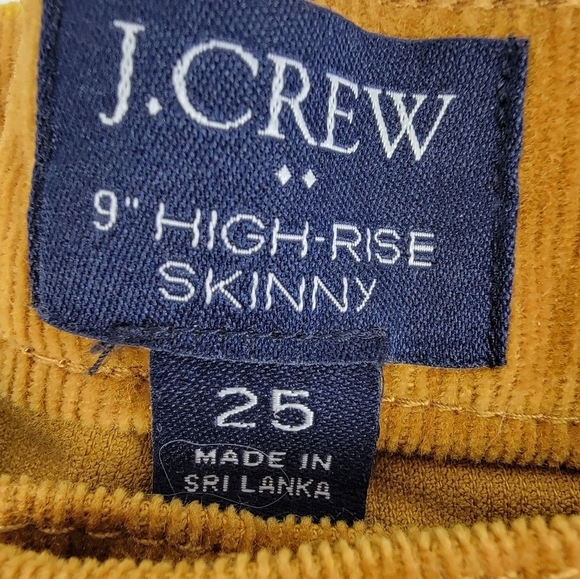 J.CREW
9" HIGH-RISE
SKINNY
25
MADE IN
SRI LANKA